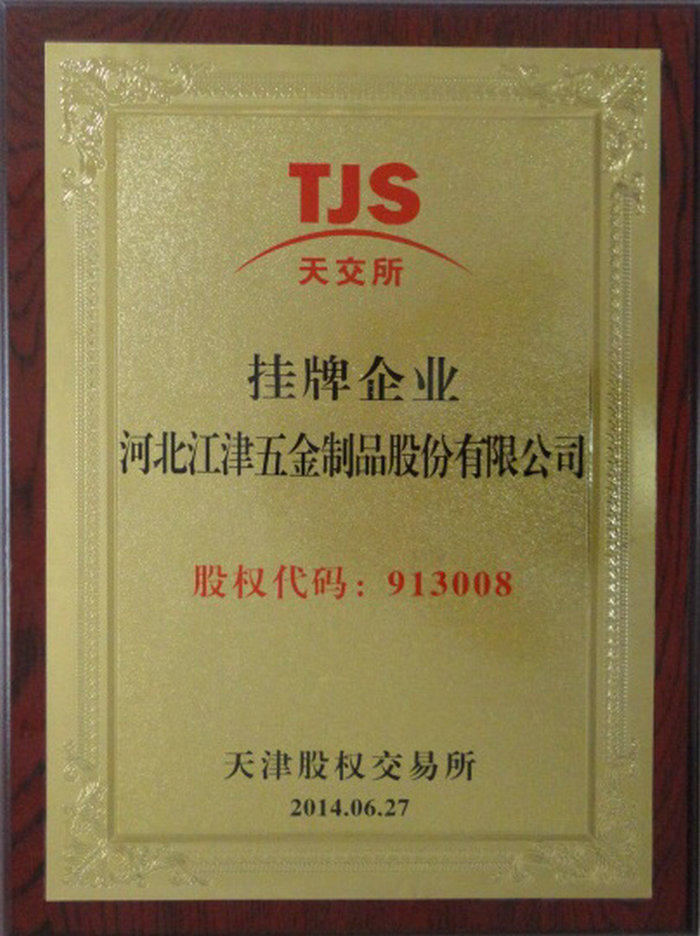 TJS
天交所
挂牌企业
河北江津五金制品股份有限公司
股权代码：913008
天津股权交易所
2014.06.27